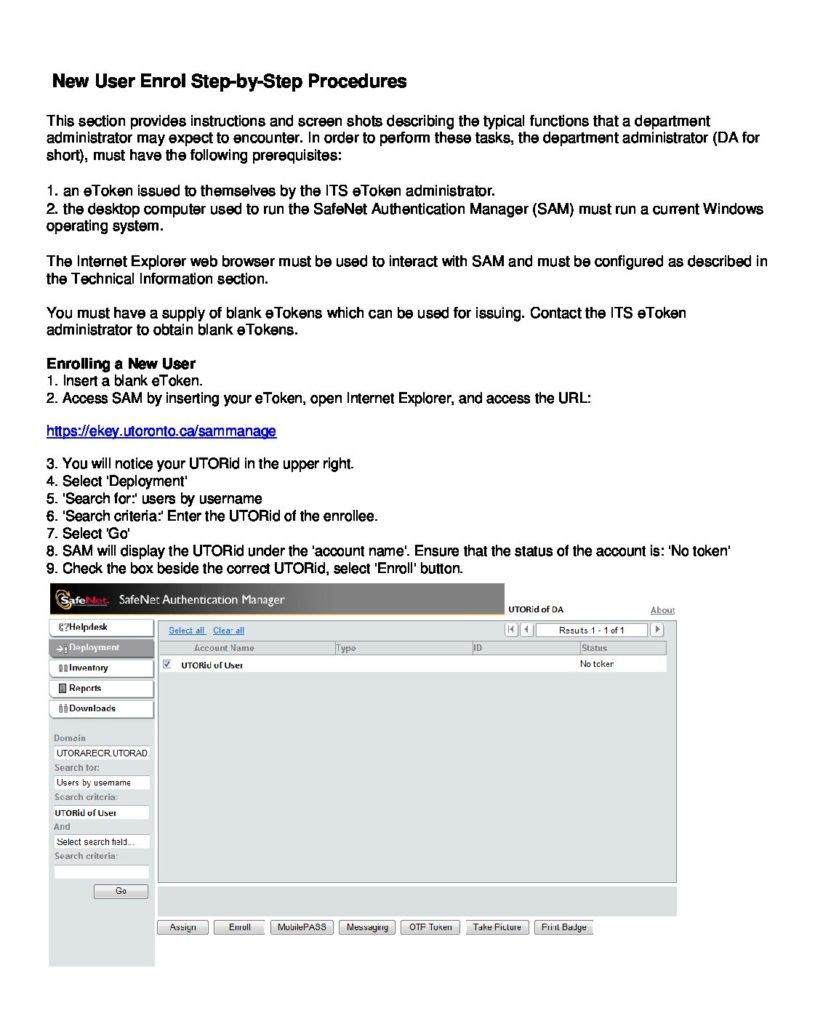 New User Enrol Step-by-Step Procedures
This section provides instructions and screen shots describing the typical functions that a department
administrator may expect to encounter. In order to perform these tasks, the department administrator (DA for
short), must have the following prerequisites:
1. an eToken issued to themselves by the ITS eToken administrator.
2. the desktop computer used to run the SafeNet Authentication Manager (SAM) must run a current Windows
operating system.
The Internet Explorer web browser must be used to interact with SAM and must be configured as described in
the Technical Information section.
You must have a supply of blank eTokens which can be used for issuing. Contact the ITS eToken
administrator to obtain blank eTokens.
Enrolling a New User
1. Insert a blank eToken.
2. Access SAM by inserting your eToken, open Internet Explorer, and access the URL:
https://ekey.utoronto.ca/sammanage
3. You will notice your UTORid in the upper right.
4. Select 'Deployment'
5. 'Search for:' users by username
6. 'Search criteria:' Enter the UTORid of the enrollee.
7. Select 'Go'
8. SAM will display the UTORid under the 'account name'. Ensure that the status of the account is: 'No token'
9. Check the box beside the correct UTORid, select 'Enroll' button.
SafeNet. SafeNet Authentication Manager
UTORid of DA About
Helpdesk
Select all Clear all Results 1 - 1 of 1
Deployment
Account Name Type ID Status
Inventory
UTORid of User No token
Reports
Downloads
Domain
UTORARECR.UTORAD.
Search for:
Users by username
Search criteria:
UTORid of User
And
Select search field...
Search criteria:
Go
Assign Enroll MobilePASS Messaging OTP Token Take Picture Print Badge